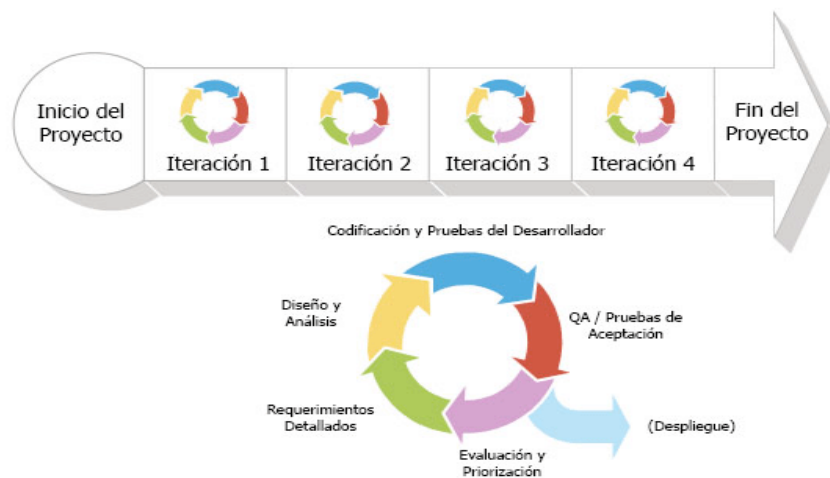 Inicio del
Proyecto
Iteración 1
Iteración 2
Iteración 3
Iteración 4
Fin del
Proyecto
Codificación y Pruebas del Desarrollador
Diseño y
Análisis
QA / Pruebas de
Aceptación
Requerimientos
Detallados
(Despliegue)
Evaluación y
Priorización